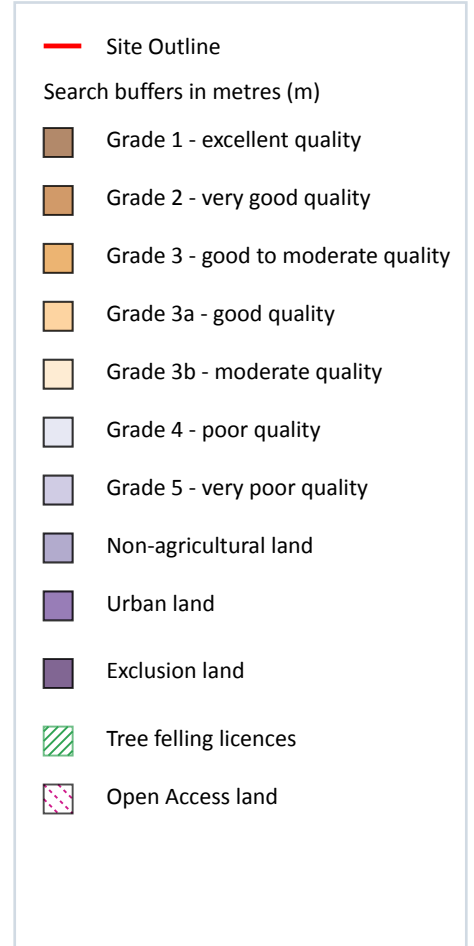 Site Outline
Search buffers in metres (m)
Grade 1 - excellent quality
Grade 2 - very good quality
Grade 3 - good to moderate quality
Grade 3a - good quality
Grade 3b - moderate quality
Grade 4 - poor quality
Grade 5 - very poor quality
Non-agricultural land
Urban land
Exclusion land
Tree felling licences
Open Access land